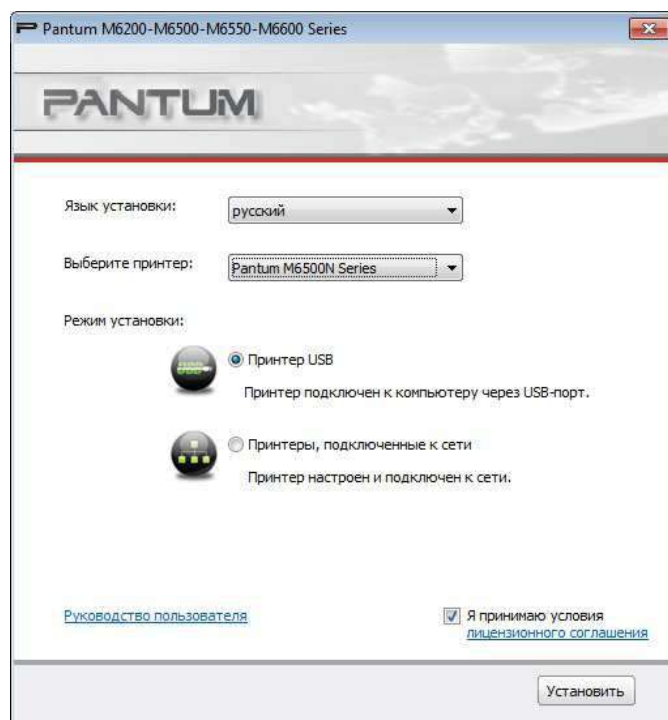 Pantum M6200-M6500-M6550-M6600 Series
PANTUM
Язык установки:
русский
Выберите принтер:
Pantum M6500N Series
Режим установки:
USB
Принтер USB
Принтер подключен к компьютеру через USB-порт.
Принтеры, подключенные к сети
Принтер настроен и подключен к сети.
Руководство пользователя
Я принимаю условия
лицензионного соглашения
Установить